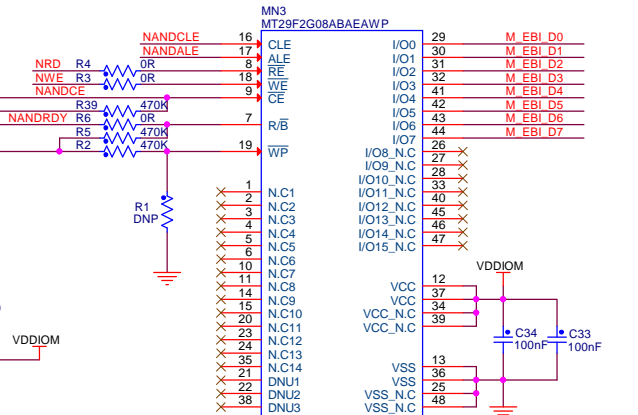 MN3
MT29F2G08ABAEAWP
NANDCLE 16 CLE I/O0 29 M_EBI_D0
NANDALE 17 ALE I/O1 30 M_EBI_D1
NRD R4 0R 8 RE I/O2 31 M_EBI_D2
NWE R3 0R 18 WE I/O3 32 M_EBI_D3
NANDCE 9 CE I/O4 41 M_EBI_D4
R39 470K I/O5 42 M_EBI_D5
NANDRDY R6 0R 7 R/B I/O6 43 M_EBI_D6
R5 470K I/O7 44 M_EBI_D7
R2 470K 19 WP I/O8_N.C 26
I/O9_N.C 27
I/O10_N.C 28
1 N.C1 I/O11_N.C 33
R1 2 N.C2 I/O12_N.C 40
DNP 3 N.C3 I/O13_N.C 45
4 N.C4 I/O14_N.C 46
5 N.C5 I/O15_N.C 47
6 N.C6
10 N.C7 VDDIOM
11 N.C8 VCC 12
14 N.C9 VCC 37
15 N.C10 VCC_N.C 34
20 N.C11 VCC_N.C 39
VDDIOM 23 N.C12 C34 C33
24 N.C13 100nF 100nF
35 N.C14 VSS 13
21 DNU1 VSS 36
22 DNU2 VSS_N.C 25
38 DNU3 VSS_N.C 48